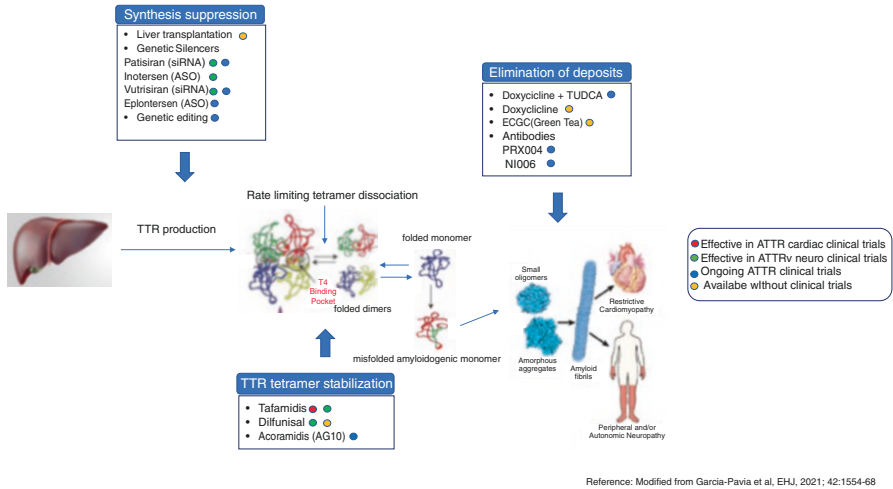 Synthesis suppression
• Liver transplantation
• Genetic Silencers
Patisiran (siRNA)
Inotersen (ASO)
Vutrisiran (siRNA)
Eplontersen (ASO)
• Genetic editing
Elimination of deposits
• Doxycicline + TUDCA
• Doxyclicline
• ECGC(Green Tea)
• Antibodies
PRX004
NI006
Rate limiting tetramer dissociation
TTR production
folded monomer
T4
Binding
Pocket
folded dimers
misfolded amyloidogenic monomer
Small
oligomers
Amorphous
aggregates
Amyloid
fibrils
Restrictive
Cardiomyopathy
Peripheral and/or
Autonomic Neuropathy
Effective in ATTR cardiac clinical trials
Effective in ATTRv neuro clinical trials
Ongoing ATTR clinical trials
Availabe wIthout clinical trials
TTR tetramer stabilization
• Tafamidis
• Dilfunisal
• Acoramidis (AG10)
Reference: Modified from Garcia-Pavia et al, EHJ, 2021; 42:1554-68